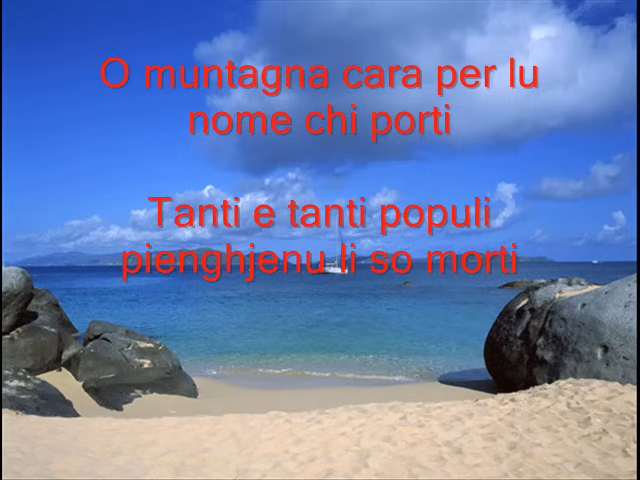 O muntagna cara per lu
nome chi porti
Tanti e tanti populi
pienghjenu li so morti